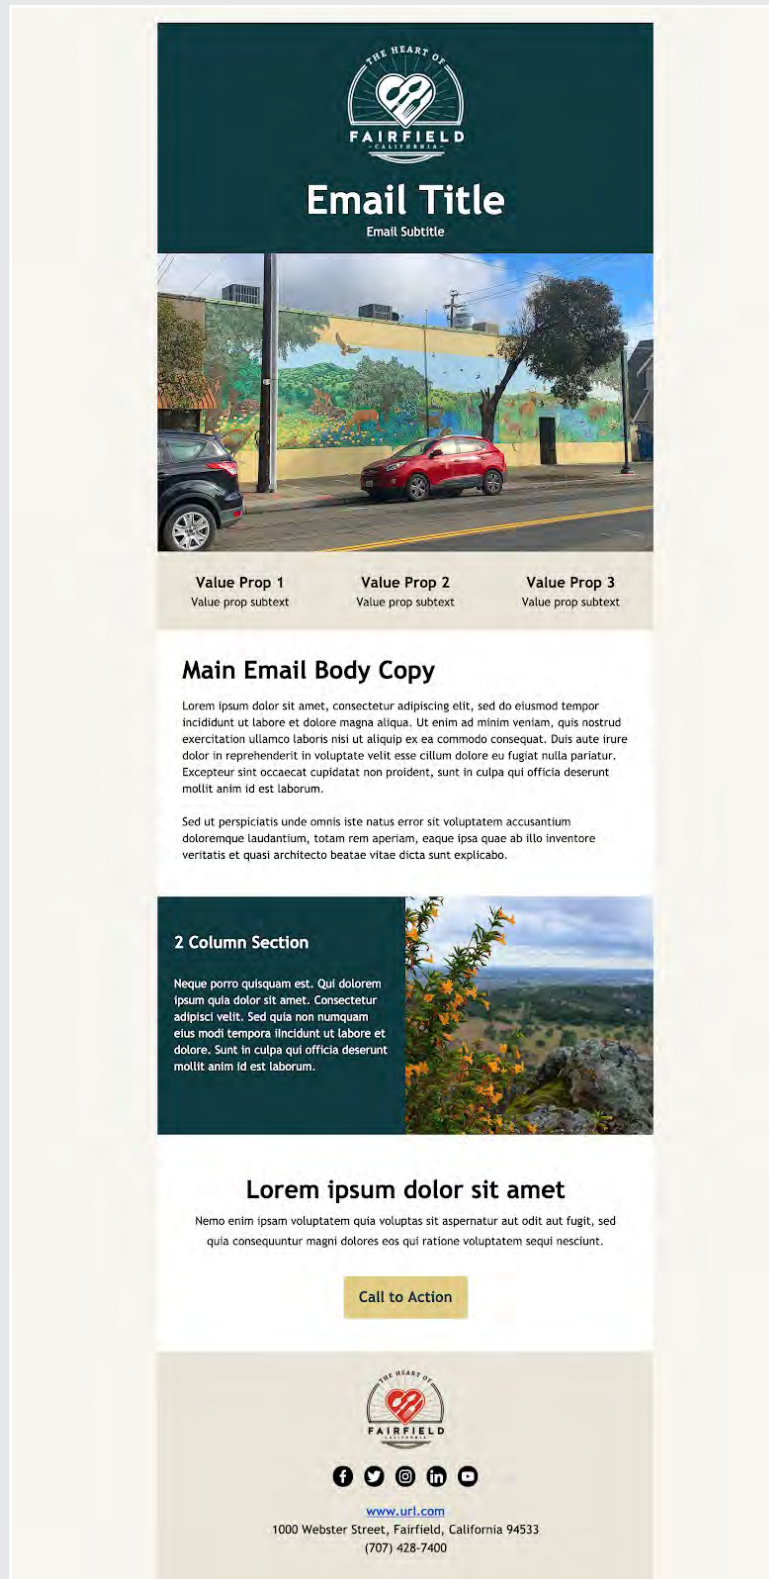 THE HEART OF
FAIRFIELD
CALIFORNIA
Email Title
Email Subtitle
Value Prop 1
Value prop subtext
Value Prop 2
Value prop subtext
Value Prop 3
Value prop subtext
Main Email Body Copy
Lorem ipsum dolor sit amet, consectetur adipiscing elit, sed do eiusmod tempor
incididunt ut labore et dolore magna aliqua. Ut enim ad minim veniam, quis nostrud
exercitation ullamco laboris nisi ut aliquip ex ea commodo consequat. Duis aute irure
dolor in reprehenderit in voluptate velit esse cillum dolore eu fugiat nulla pariatur.
Excepteur sint occaecat cupidatat non proident, sunt in culpa qui officia deserunt
mollit anim id est laborum.
Sed ut perspiciatis unde omnis iste natus error sit voluptatem accusantium
doloremque laudantium, totam rem aperiam, eaque ipsa quae ab illo inventore
veritatis et quasi architecto beatae vitae dicta sunt explicabo.
2 Column Section
Neque porro quisquam est. Qui dolorem
ipsum quia dolor sit amet. Consectetur
adipisci velit. Sed quia non numquam
eius modi tempora iIncidunt ut labore et
dolore. Sunt in culpa qui officia deserunt
mollit anim id est laborum.
Lorem ipsum dolor sit amet
Nemo enim ipsam voluptatem quia voluptas sit aspernatur aut odit aut fugit, sed
quia consequuntur magni dolores eos qui ratione voluptatem sequi nesciunt.
Call to Action
THE HEART OF
FAIRFIELD
CALIFORNIA
www.url.com
1000 Webster Street, Fairfield, California 94533
(707) 428-7400